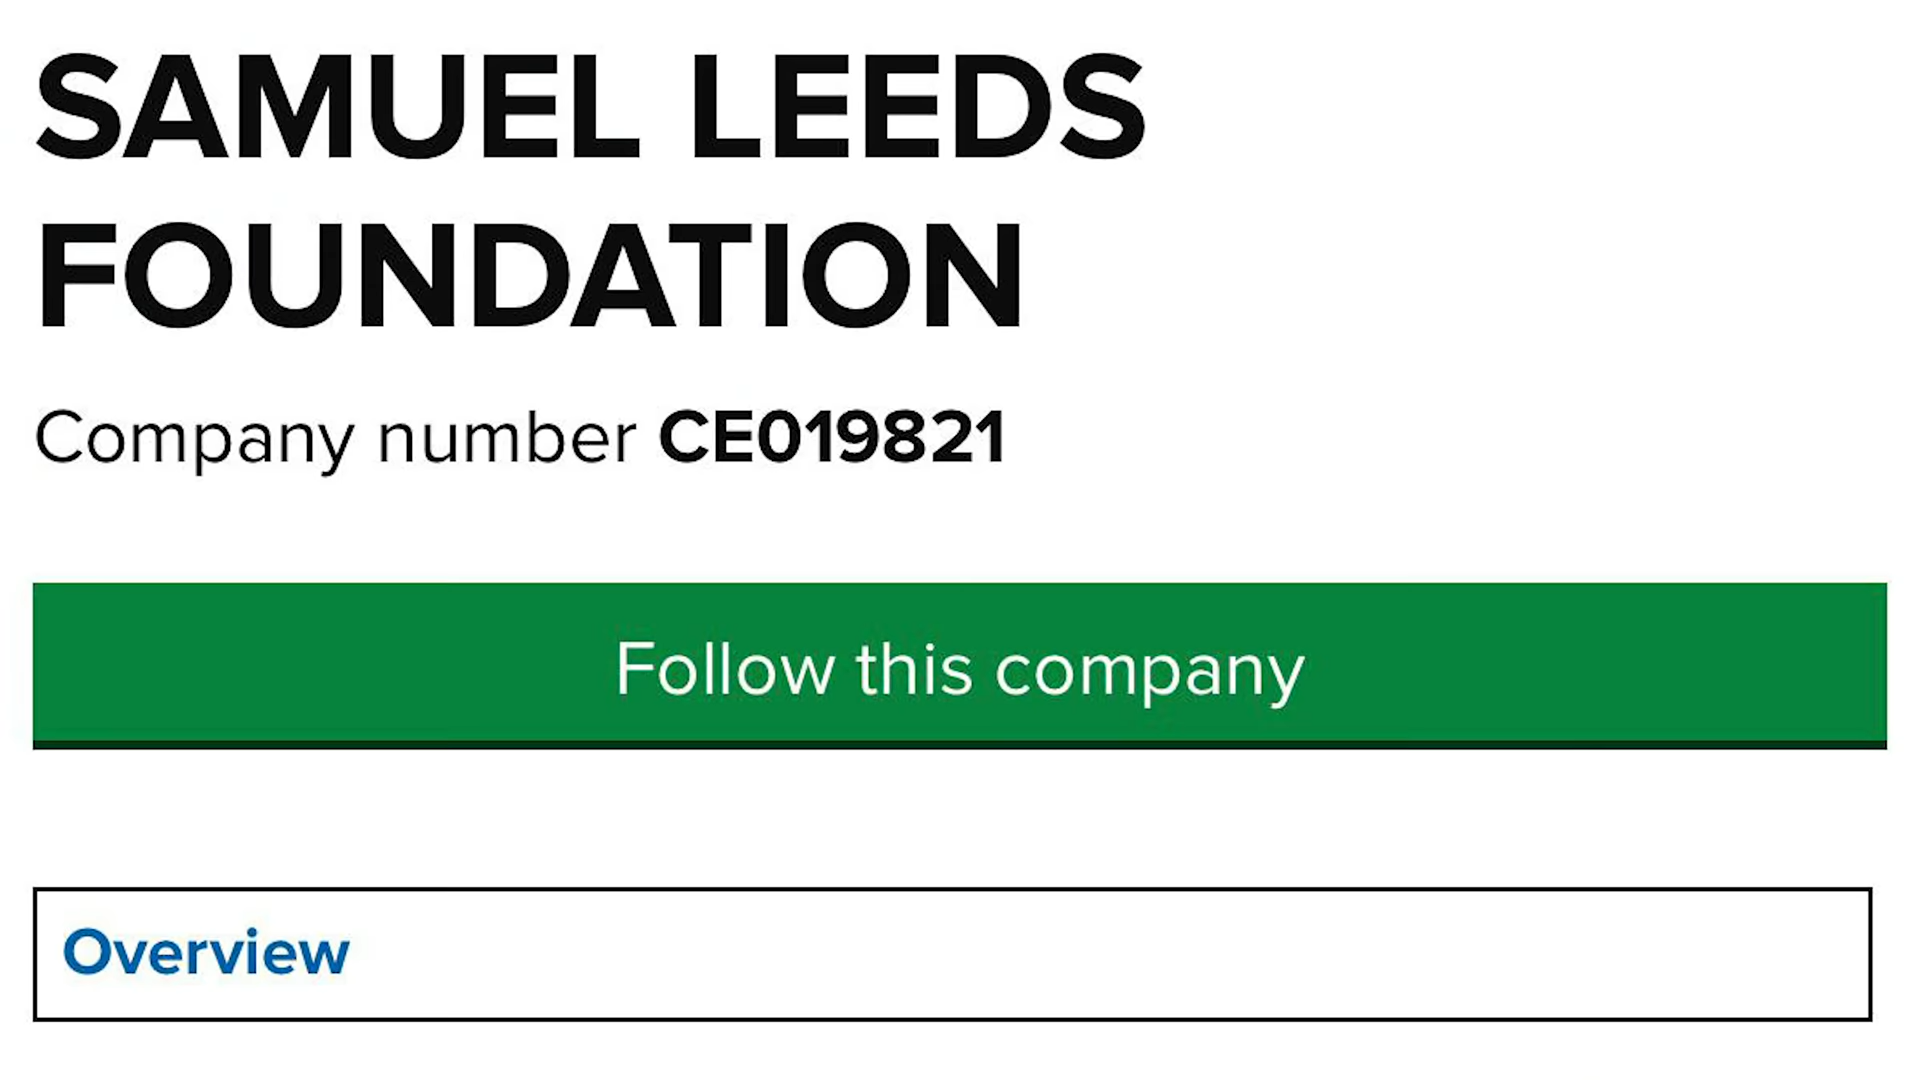 SAMUEL LEEDS
FOUNDATION
Company number CE019821
Follow this company
Overview